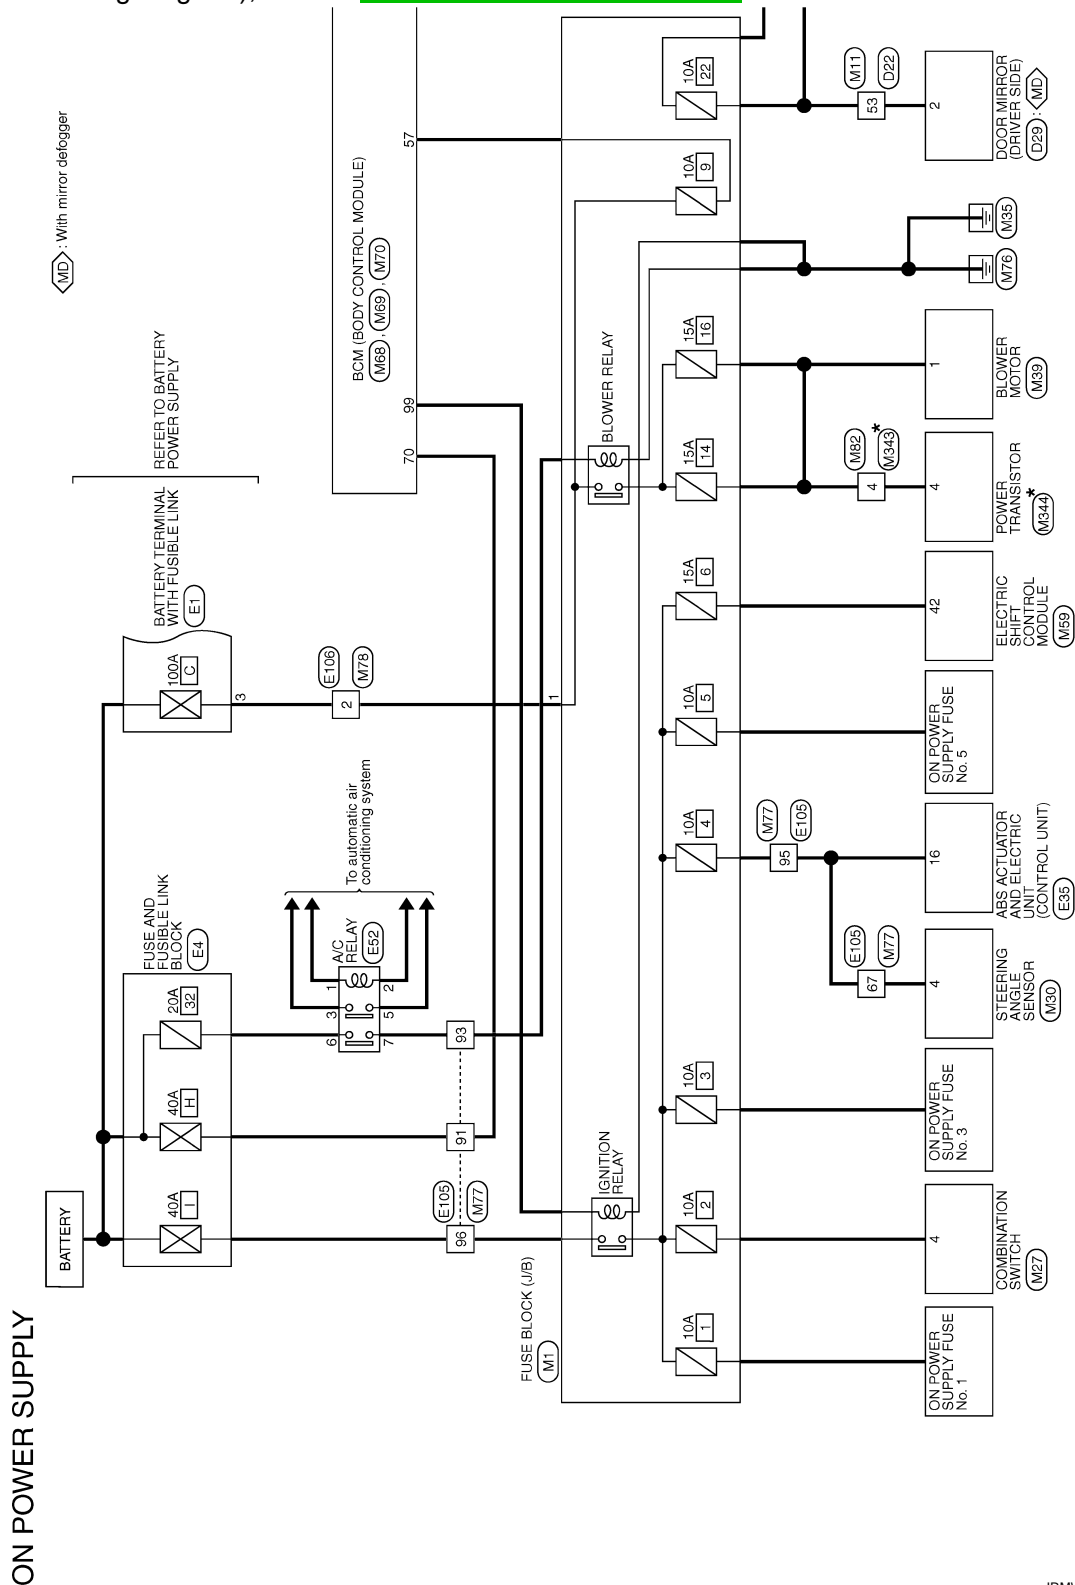 ON POWER SUPPLY
BATTERY
40A
I
40A
H
20A
32
FUSE AND
FUSIBLE LINK
BLOCK
E4
100A
C
3
BATTERY TERMINAL
WITH FUSIBLE LINK
E1
REFER TO BATTERY
POWER SUPPLY
MD : With mirror defogger
E105
M77
96
91
93
6
7
3
5
1
2
A/C
RELAY
E52
To automatic air
conditioning system
2
E106
M78
70
99
57
BCM (BODY CONTROL MODULE)
M68 , M69 , M70
FUSE BLOCK (J/B)
M1
IGNITION
RELAY
1
BLOWER RELAY
10A
1
10A
2
10A
3
10A
4
10A
5
15A
6
15A
14
15A
16
10A
9
10A
22
95
M77
E105
67
E105
M77
4
M82
M343
*
53
M11
D22
ON POWER
SUPPLY FUSE
No. 1
4
COMBINATION
SWITCH
M27
ON POWER
SUPPLY FUSE
No. 3
4
STEERING
ANGLE
SENSOR
M30
16
ABS ACTUATOR
AND ELECTRIC
UNIT
(CONTROL UNIT)
E35
ON POWER
SUPPLY FUSE
No. 5
42
ELECTRIC
SHIFT
CONTROL
MODULE
M59
4
POWER
TRANSISTOR
M344
*
1
BLOWER
MOTOR
M39
M76
M35
2
DOOR MIRROR
(DRIVER SIDE)
D29 : MD